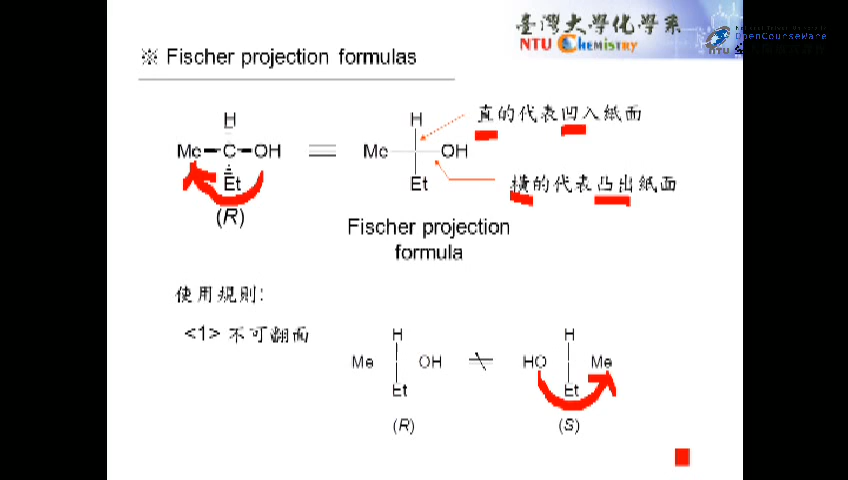 臺灣大學化學系
NTU CHEMISTRY
OpenCourseWare
NTU
※ Fischer projection formulas
H
Me C OH
Et
(R)
H
Me OH
Et
直的代表凹入紙面
橫的代表凸出紙面
Fischer projection
formula
使用規則:
<1> 不可翻面
H
Me OH
Et
(R)
H
HO Me
Et
(S)